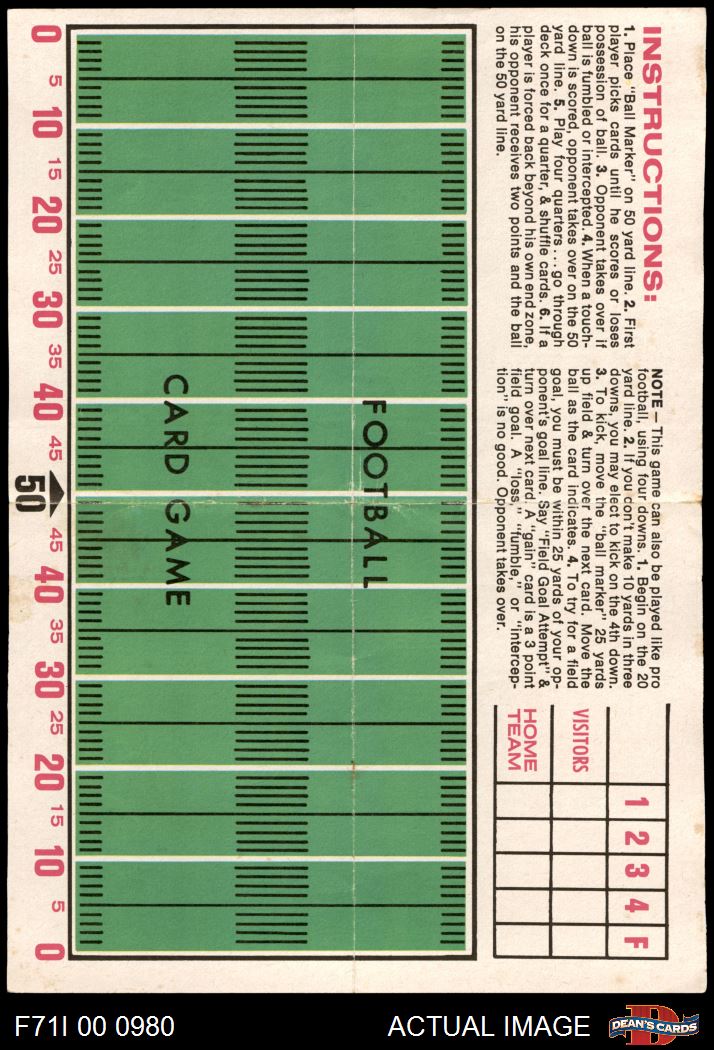 INSTRUCTIONS:
1. Place "Ball Marker" on 50 yard line. 2. First
player picks cards until he scores or loses
possession of ball. 3. Opponent takes over if
ball is fumbled or intercepted. 4. When a touch-
down is scored, opponent takes over on the 50
yard line. 5. Play four quarters...go through
deck once for a quarter, & shuffle cards. 6. If a
player is forced back beyond his own end zone,
his opponent receives two points and the ball
on the 50 yard line.
NOTE — This game can also be played like pro
football, using four downs. 1. Begin on the 20
yard line. 2. If you don't make 10 yards in three
downs, you may elect to kick on the 4th down.
3. To kick, move the "ball marker" 25 yards
up field & turn over the next card. Move the
ball as the card indicates. 4. To try for a field
goal, you must be within 25 yards of your op-
ponent's goal line. Say "Field Goal Attempt" &
turn over next card. A "gain" card is a 3 point
field goal. A "loss," "fumble," or "intercep-
tion" is no good. Opponent takes over.
1 2 3 4 F
VISITORS
HOME
TEAM
FOOTBALL
CARD GAME
0 5 10 15 20 25 30 35 40 45 50 45 40 35 30 25 20 15 10 5 0
F71I 00 0980
ACTUAL IMAGE
D
DEAN'S CARDS